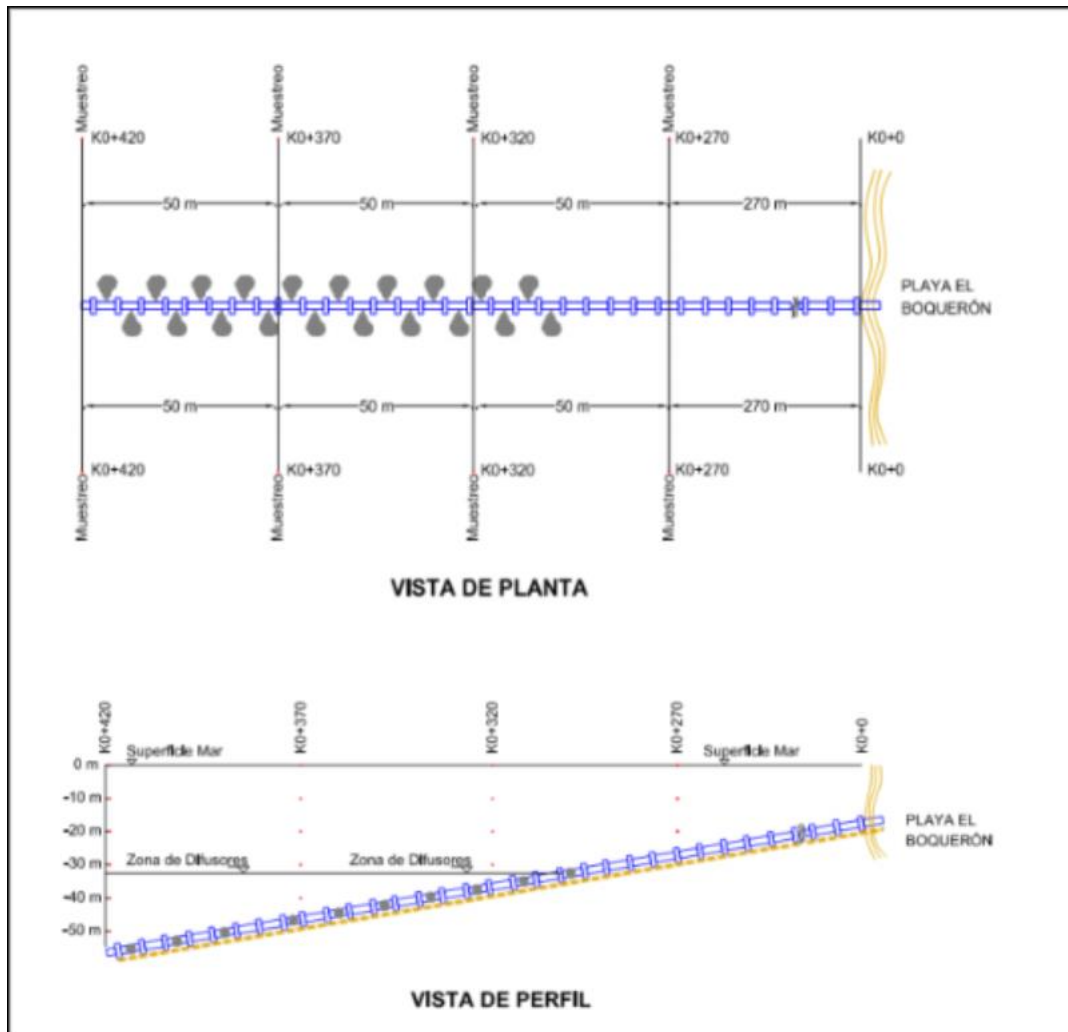 Muestreo Muestreo Muestreo Muestreo
K0+420 K0+370 K0+320 K0+270 K0+0
50 m 50 m 50 m 270 m
PLAYA EL
BOQUERÓN
50 m 50 m 50 m 270 m
K0+420 K0+370 K0+320 K0+270 K0+0
Muestreo Muestreo Muestreo Muestreo
VISTA DE PLANTA
K0+420 K0+370 K0+320 K0+270 K0+0
Superficie Mar Superficie Mar
0 m
-10 m
-20 m
PLAYA EL
BOQUERÓN
-30 m
Zona de Difusores Zona de Difusores
-40 m
-50 m
VISTA DE PERFIL